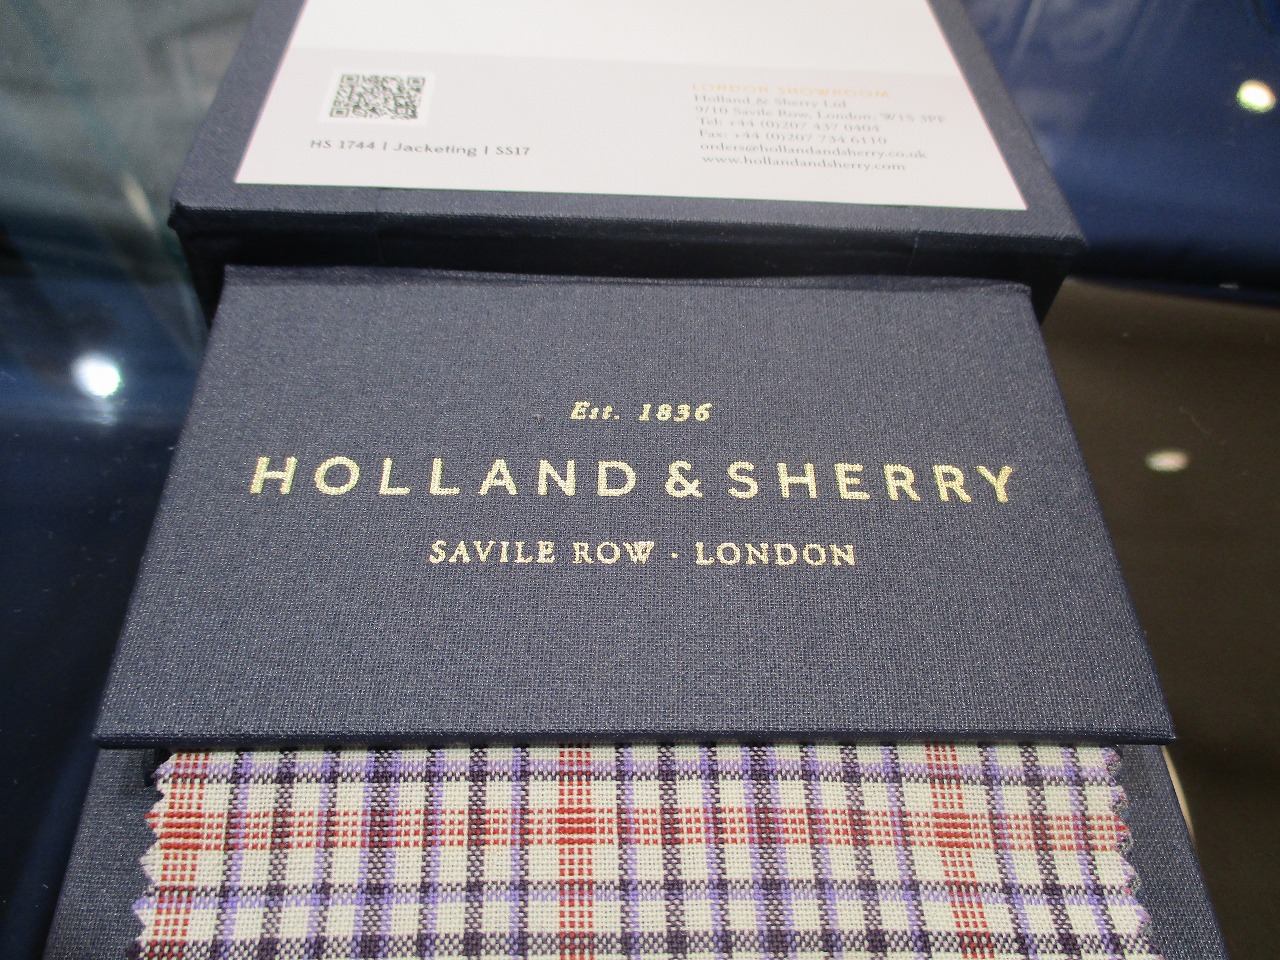 HS 1744 | Jacketing | SS17
LONDON SHOWROOM
Holland & Sherry Ltd
9/10 Savile Row, London, W1S 3PF
Tel: +44 (0)207 437 0404
Fax: +44 (0)207 734 6110
orders@hollandandsherry.co.uk
www.hollandandsherry.com
Est. 1836
HOLLAND & SHERRY
SAVILE ROW · LONDON